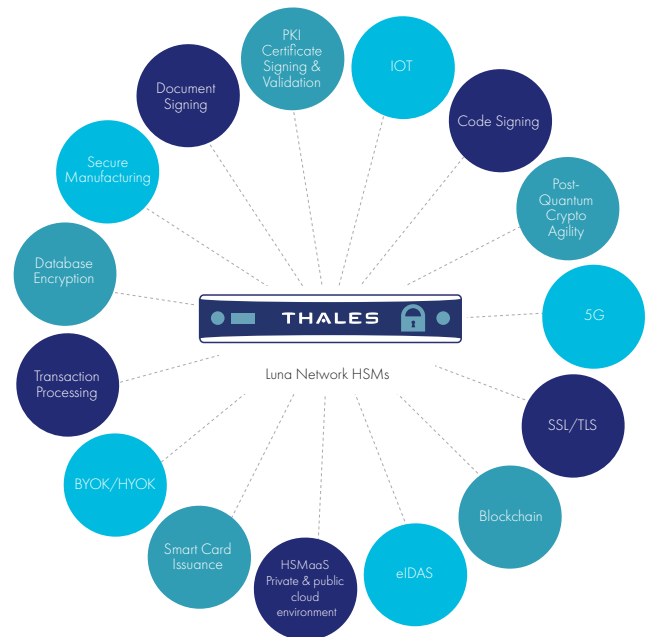 PKI
Certificate
Signing &
Validation
IOT
Code Signing
Post-
Quantum
Crypto
Agility
5G
SSL/TLS
Blockchain
eIDAS
HSMaaS
Private & public
cloud
environment
Smart Card
Issuance
BYOK/HYOK
Transaction
Processing
Database
Encryption
Secure
Manufacturing
Document
Signing
THALES
Luna Network HSMs